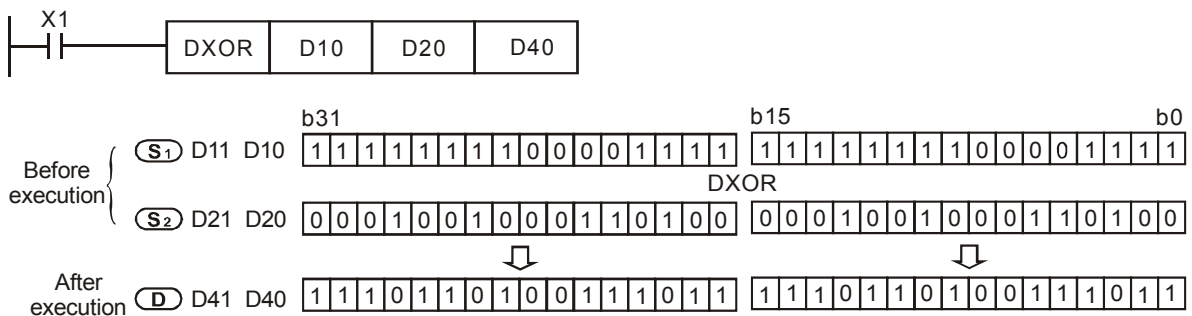 X1
DXOR D10 D20 D40
b31 b15 b0
Before execution
S1 D11 D10 1 1 1 1 1 1 1 1 0 0 0 0 1 1 1 1 1 1 1 1 1 1 1 1 0 0 0 0 1 1 1 1
DXOR
S2 D21 D20 0 0 0 1 0 0 1 0 0 0 1 1 0 1 0 0 0 0 0 1 0 0 1 0 0 0 1 1 0 1 0 0
After execution
D D41 D40 1 1 1 0 1 1 0 1 0 0 1 1 1 0 1 1 1 1 1 0 1 1 0 1 0 0 1 1 1 0 1 1